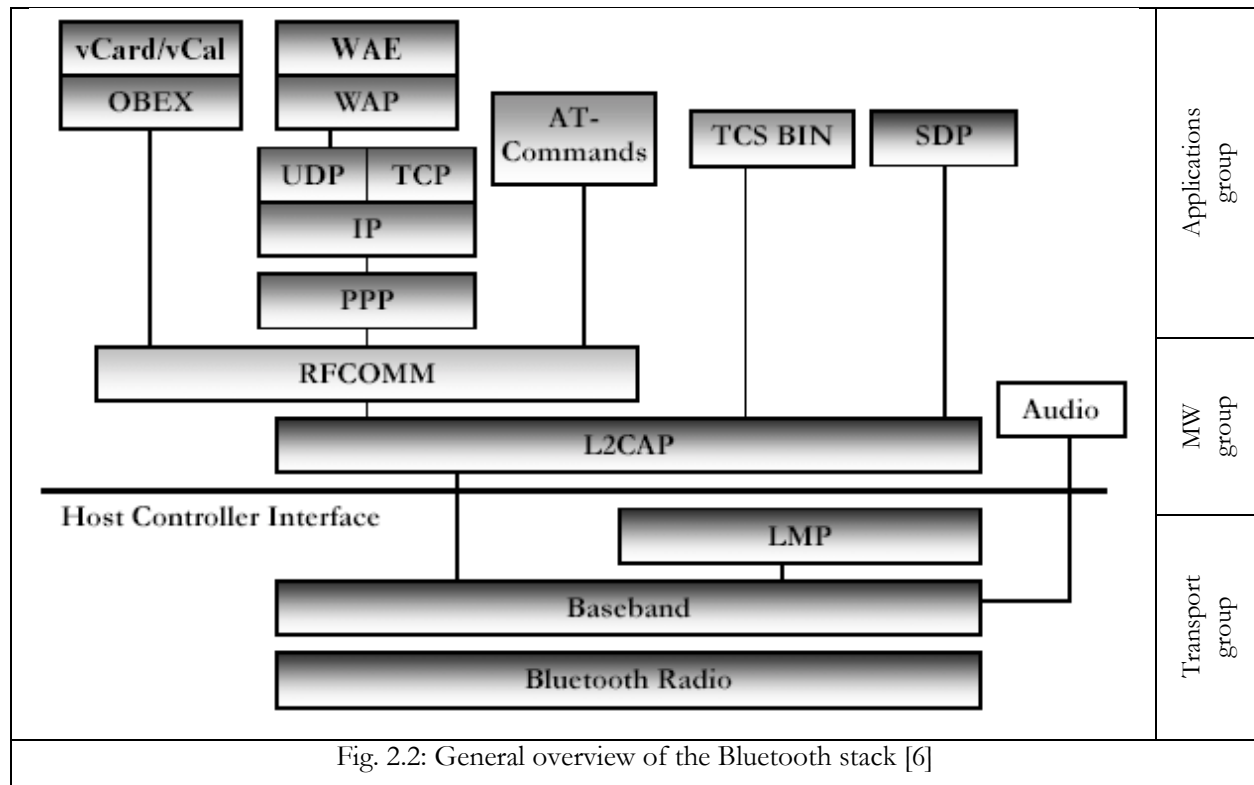 vCard/vCal
OBEX
WAE
WAP
AT-
Commands
TCS BIN
SDP
UDP
TCP
IP
PPP
RFCOMM
Audio
L2CAP
Host Controller Interface
LMP
Baseband
Bluetooth Radio
Applications
group
MW
group
Transport
group
Fig. 2.2: General overview of the Bluetooth stack [6]